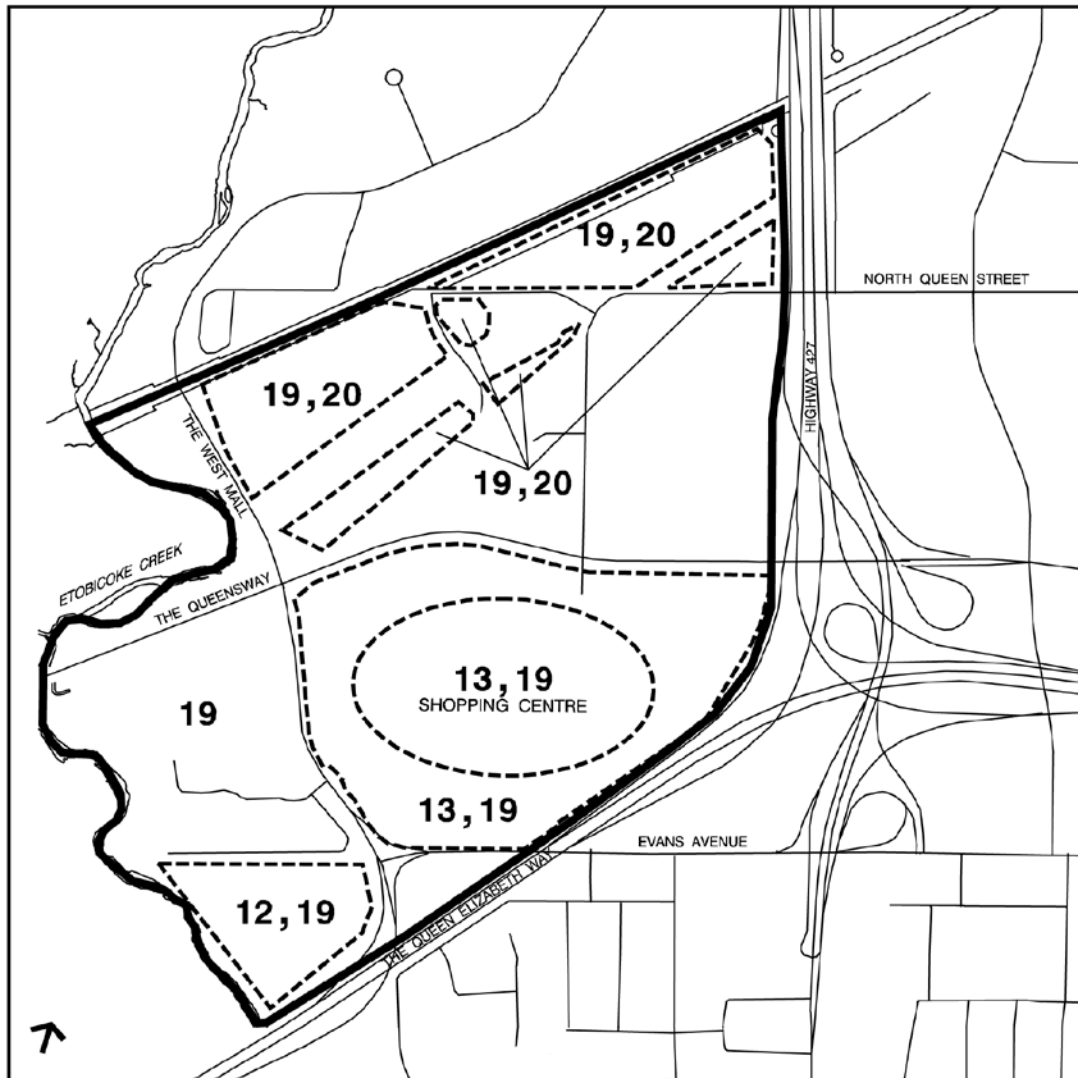 19,20
NORTH QUEEN STREET
HIGHWAY 427
19,20
THE WEST MALL
19,20
ETOBICOKE CREEK
THE QUEENSWAY
13,19
SHOPPING CENTRE
19
13,19
EVANS AVENUE
THE QUEEN ELIZABETH WAY
12,19